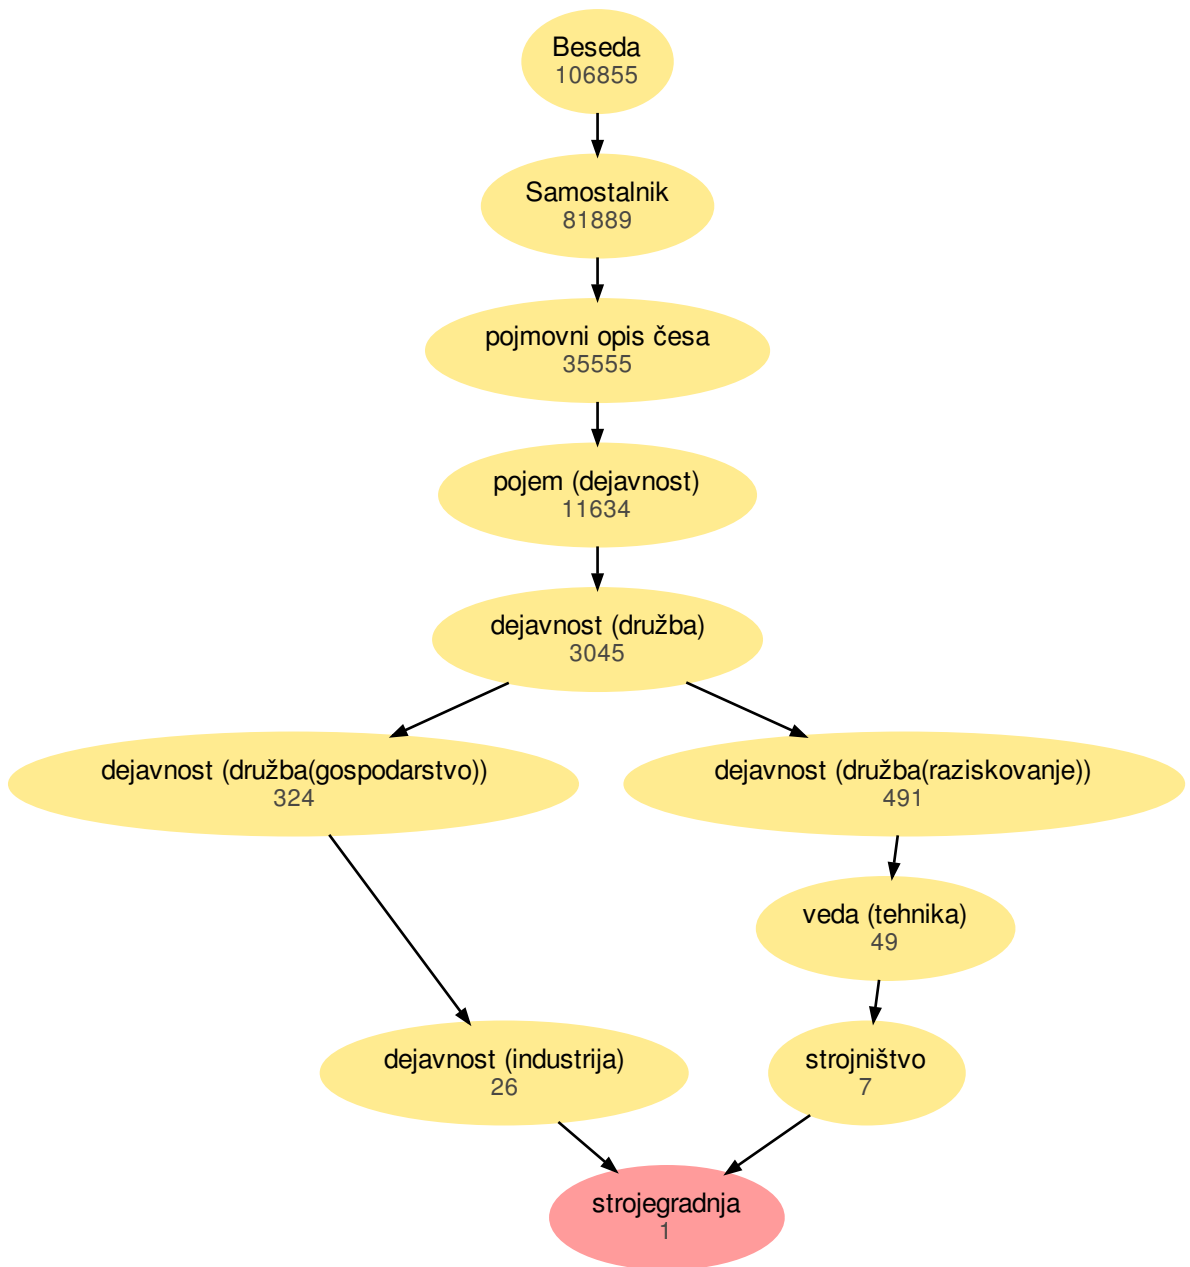 Beseda
106855
Samostalnik
81889
pojmovni opis česa
35555
pojem (dejavnost)
11634
dejavnost (družba)
3045
dejavnost (družba(gospodarstvo))
324
dejavnost (družba(raziskovanje))
491
veda (tehnika)
49
dejavnost (industrija)
26
strojništvo
7
strojegradnja
1